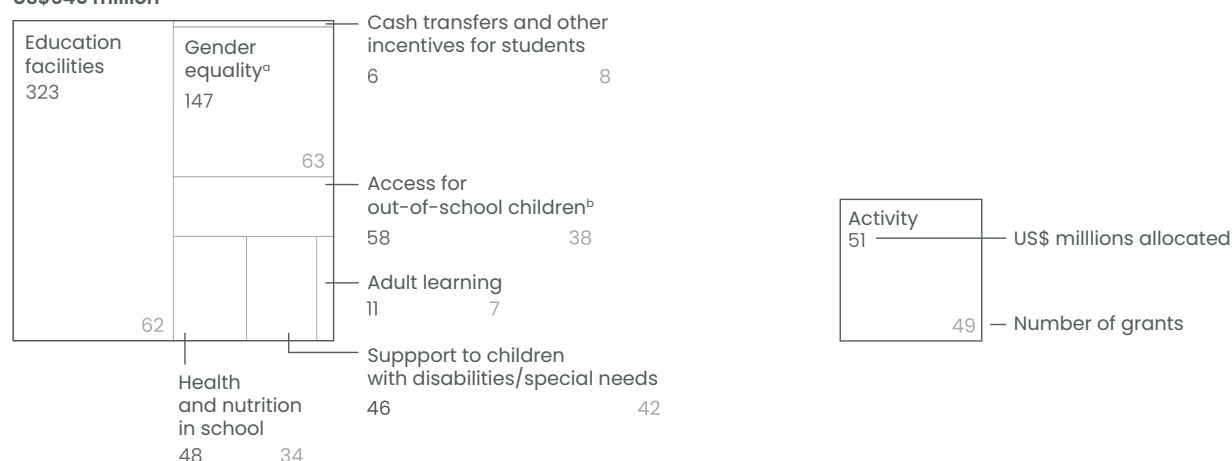 Education
facilities
323
62
Gender
equalityᵃ
147
63
Cash transfers and other
incentives for students
6 8
Access for
out-of-school childrenᵇ
58 38
Adult learning
11 7
Suppport to children
with disabilities/special needs
46 42
Health
and nutrition
in school
48 34
Activity
51
49
US$ milllions allocated
Number of grants